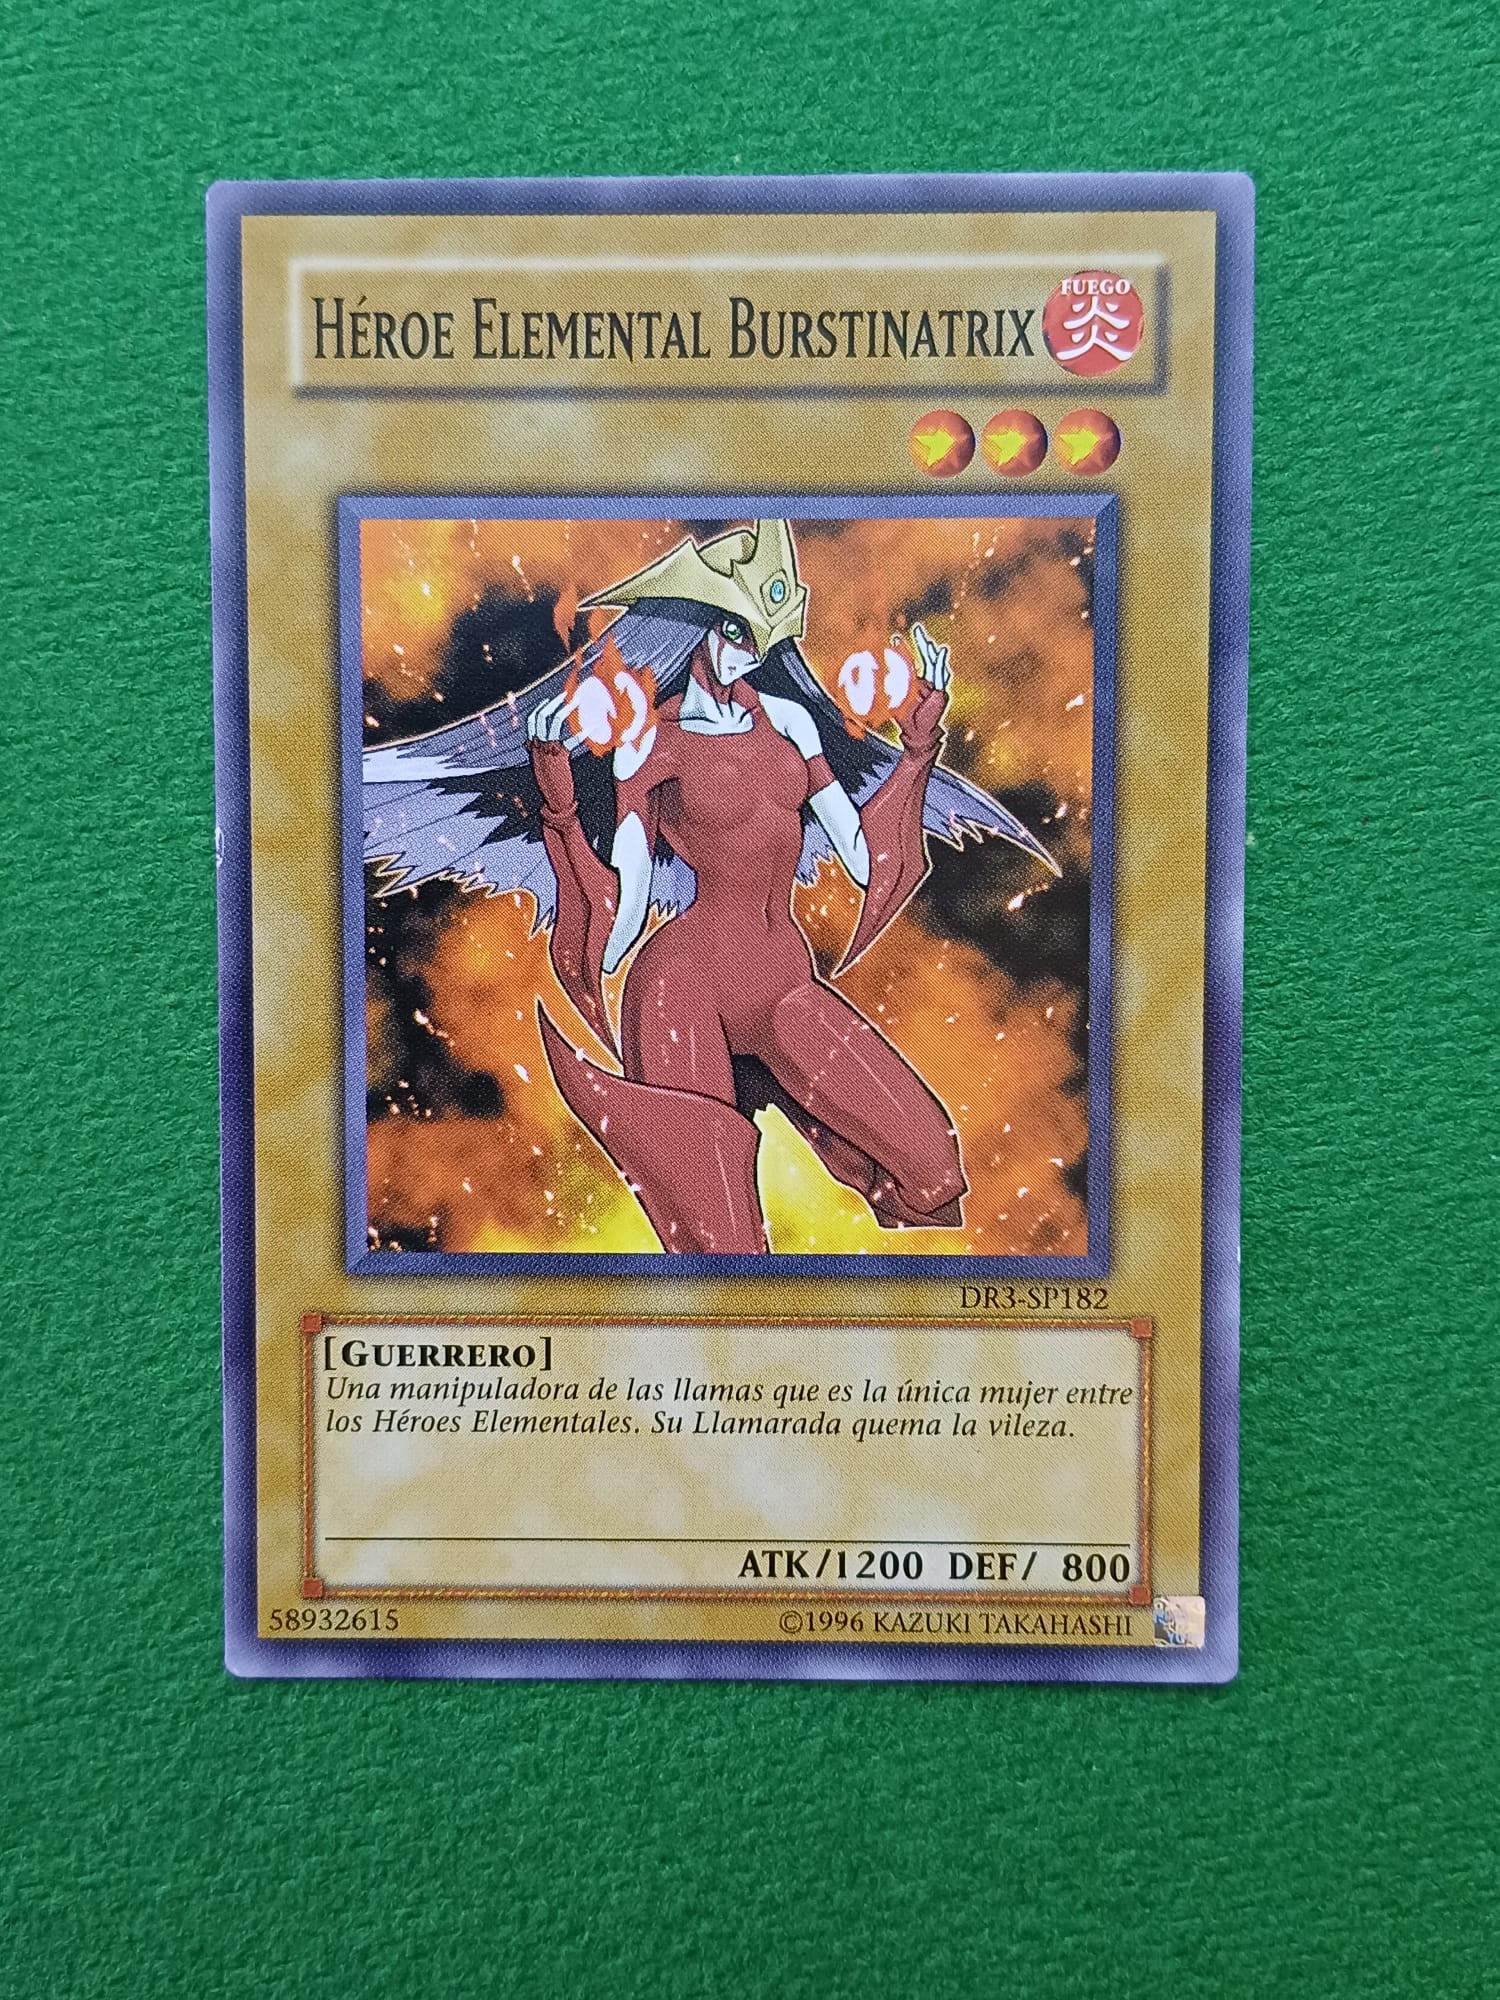 HÉROE ELEMENTAL BURSTINATRIX
FUEGO
炎
DR3-SP182
[GUERRERO]
Una manipuladora de las llamas que es la única mujer entre
los Héroes Elementales. Su Llamarada quema la vileza.
ATK/1200 DEF/ 800
58932615
©1996 KAZUKI TAKAHASHI